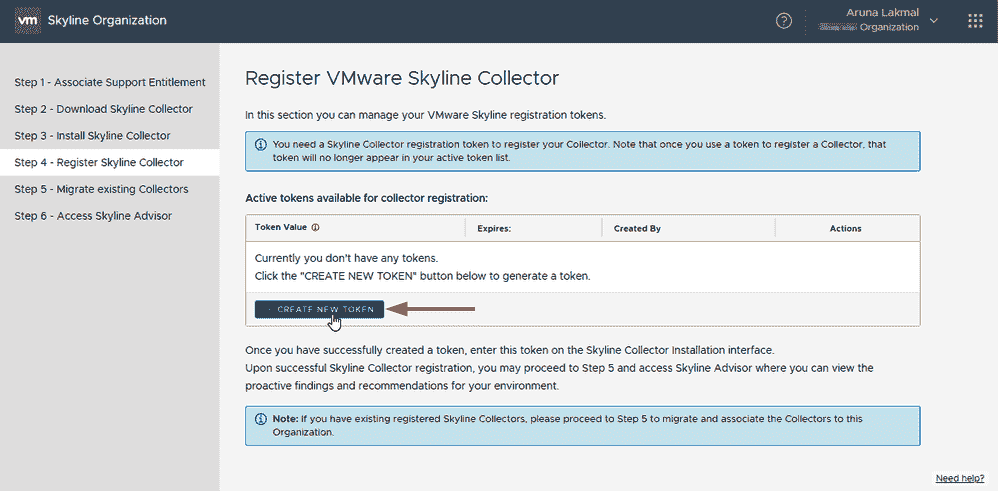 vm Skyline Organization
Aruna Lakmal
Organization
Step 1 - Associate Support Entitlement
Step 2 - Download Skyline Collector
Step 3 - Install Skyline Collector
Step 4 - Register Skyline Collector
Step 5 - Migrate existing Collectors
Step 6 - Access Skyline Advisor
Register VMware Skyline Collector
In this section you can manage your VMware Skyline registration tokens.
You need a Skyline Collector registration token to register your Collector. Note that once you use a token to register a Collector, that
token will no longer appear in your active token list.
Active tokens available for collector registration:
Token Value Expires: Created By Actions
Currently you don't have any tokens.
Click the "CREATE NEW TOKEN" button below to generate a token.
CREATE NEW TOKEN
Once you have successfully created a token, enter this token on the Skyline Collector Installation interface.
Upon successful Skyline Collector registration, you may proceed to Step 5 and access Skyline Advisor where you can view the
proactive findings and recommendations for your environment.
Note: If you have existing registered Skyline Collectors, please proceed to Step 5 to migrate and associate the Collectors to this
Organization.
Need help?